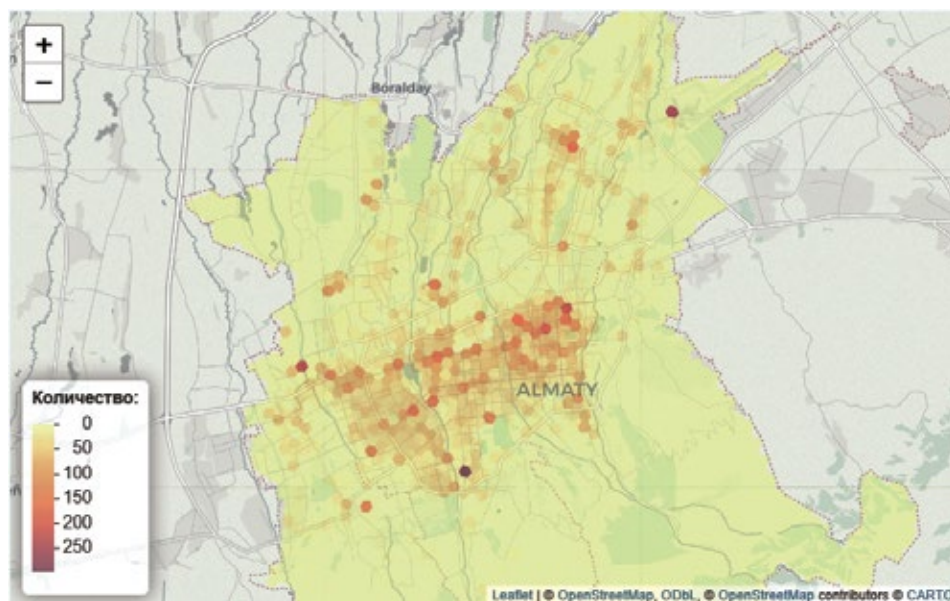 +
−
Boralday
ALMATY
Количество:
0
50
100
150
200
250
Leaflet | © OpenStreetMap, ODbL, © OpenStreetMap contributors © CARTO